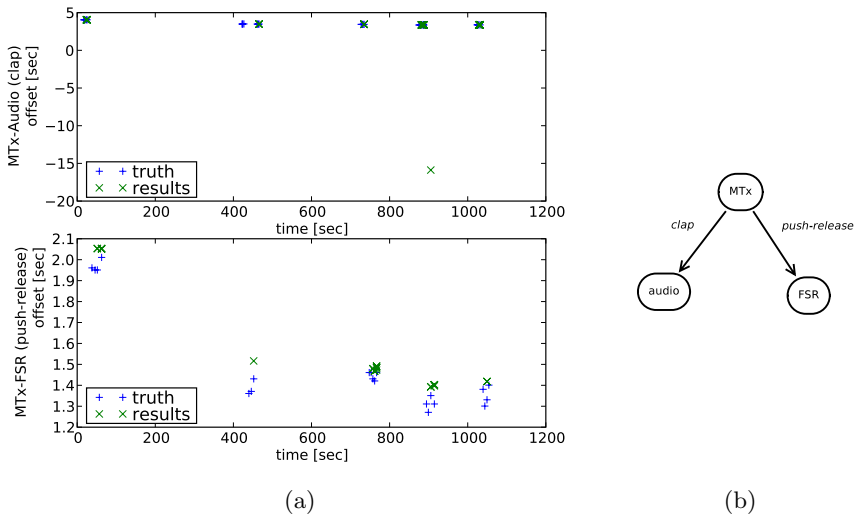 5
0
−5
−10
−15
−20
MTx-Audio (clap)
offset [sec]
truth
results
0 200 400 600 800 1000 1200
time [sec]
2.1
2.0
1.9
1.8
1.7
1.6
1.5
1.4
1.3
1.2
MTx-FSR (push-release)
offset [sec]
truth
results
0 200 400 600 800 1000 1200
time [sec]
(a)
MTx
clap
push-release
audio
FSR
(b)